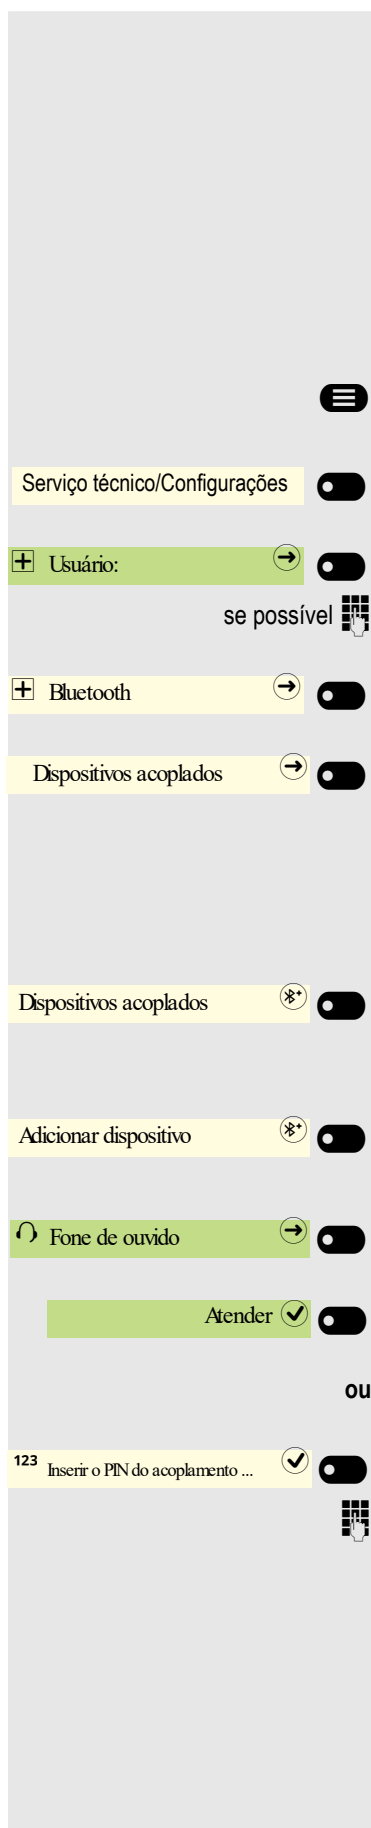 Serviço técnico/Configurações
Usuário:
se possível
Bluetooth
Dispositivos acoplados
Dispositivos acoplados
Adicionar dispositivo
Fone de ouvido
Atender
ou
123 Inserir o PIN do acoplamento ...